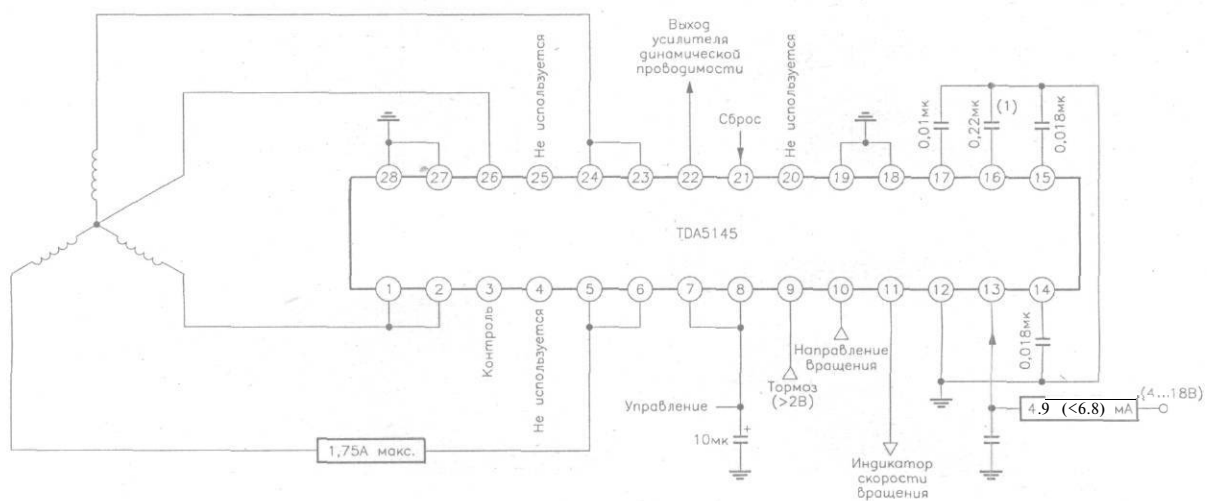 Выход
усилителя
динамической
проводимости
Не используется
Сброс
Не используется
0,01мк
0,22мк
(1)
0,018мк
28
27
26
25
24
23
22
21
20
19
18
17
16
15
TDA5145
1
2
3
4
5
6
7
8
9
10
11
12
13
14
Контроль
Не используется
0,018мк
Направление
вращения
Тормоз
(>2В)
Управление
10мк
+
(4...18В)
4.9 (<6.8) мА
1,75А макс.
Индикатор
скорости
вращения